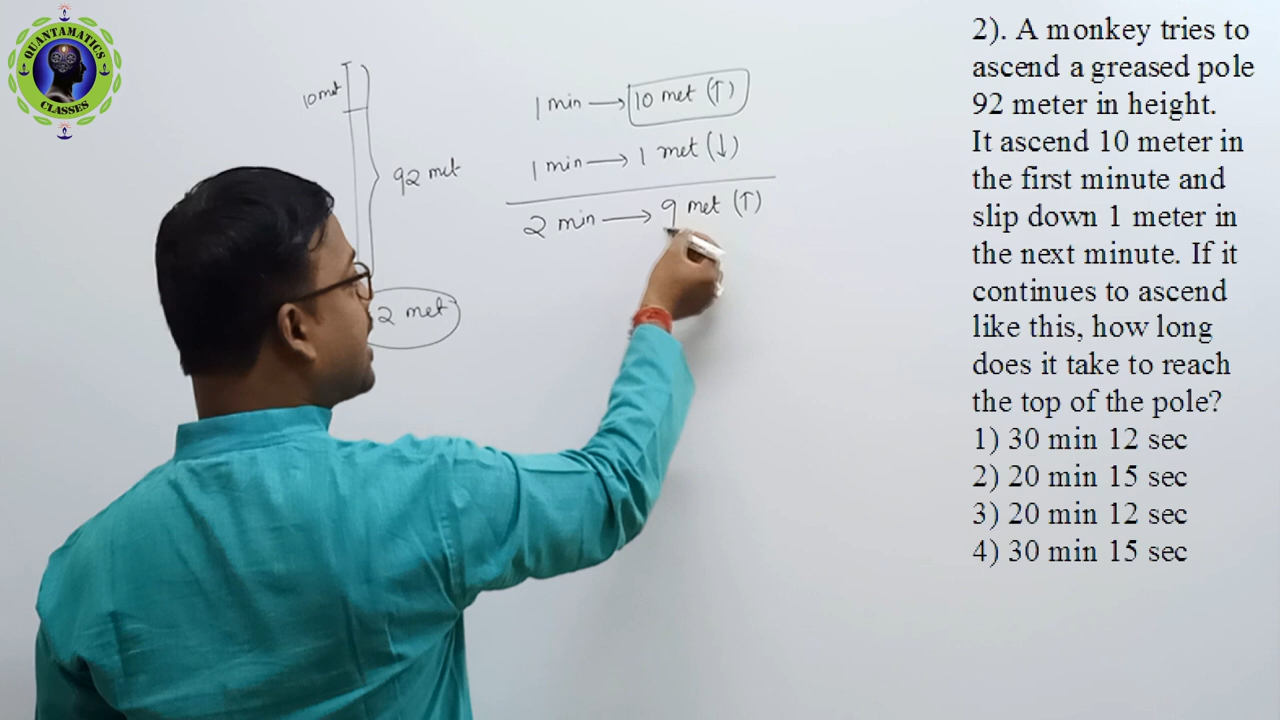 QUANTAMATICS
CLASSES
10 met
92 met
2 met
1 min → 10 met (↑)
1 min → 1 met (↓)
2 min → 9 met (↑)
2). A monkey tries to
ascend a greased pole
92 meter in height.
It ascend 10 meter in
the first minute and
slip down 1 meter in
the next minute. If it
continues to ascend
like this, how long
does it take to reach
the top of the pole?
1) 30 min 12 sec
2) 20 min 15 sec
3) 20 min 12 sec
4) 30 min 15 sec